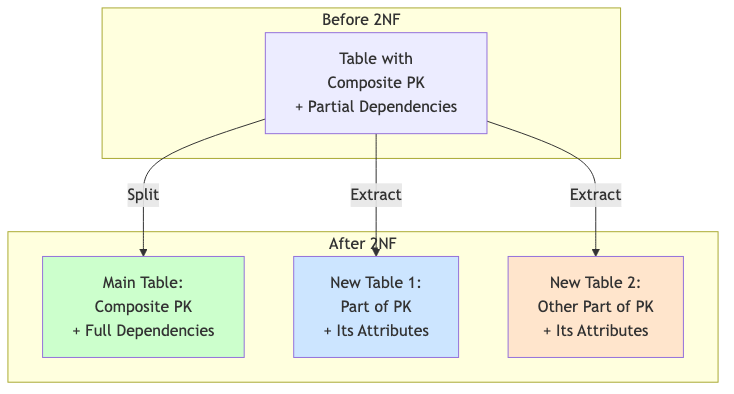 Before 2NF
Table with
Composite PK
+ Partial Dependencies
Split
Extract
Extract
After 2NF
Main Table:
Composite PK
+ Full Dependencies
New Table 1:
Part of PK
+ Its Attributes
New Table 2:
Other Part of PK
+ Its Attributes